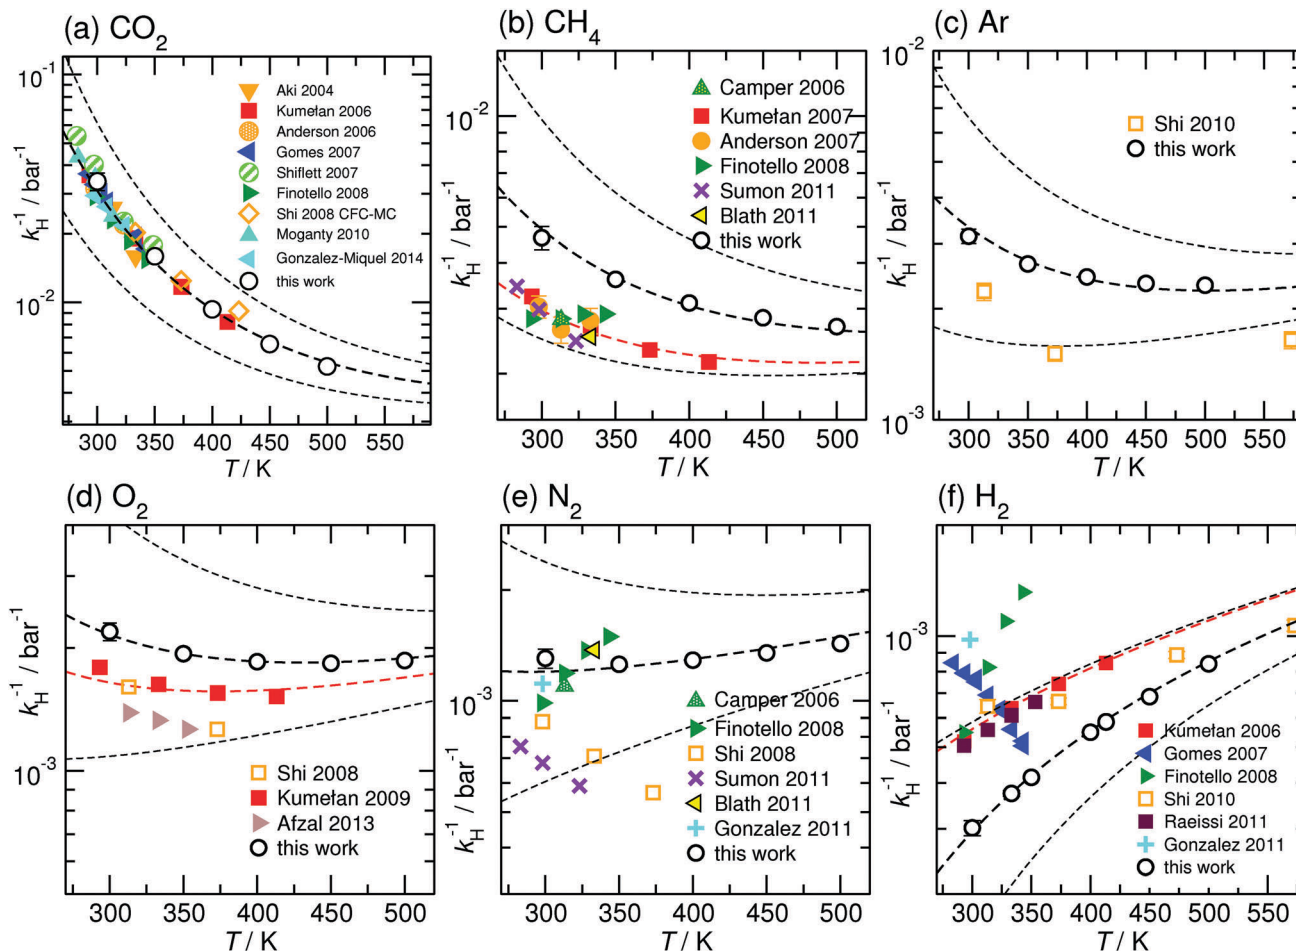 (a) CO₂
k_H⁻¹ / bar⁻¹
10⁻¹
10⁻²
Aki 2004
Kumełan 2006
Anderson 2006
Gomes 2007
Shiflett 2007
Finotello 2008
Shi 2008 CFC-MC
Moganty 2010
Gonzalez-Miquel 2014
this work
300 350 400 450 500 550
T / K
(b) CH₄
k_H⁻¹ / bar⁻¹
10⁻²
Camper 2006
Kumełan 2007
Anderson 2007
Finotello 2008
Sumon 2011
Blath 2011
this work
300 350 400 450 500
T / K
(c) Ar
k_H⁻¹ / bar⁻¹
10⁻²
10⁻³
Shi 2010
this work
300 350 400 450 500 550
T / K
(d) O₂
k_H⁻¹ / bar⁻¹
10⁻³
Shi 2008
Kumełan 2009
Afzal 2013
this work
300 350 400 450 500
T / K
(e) N₂
k_H⁻¹ / bar⁻¹
10⁻³
Camper 2006
Finotello 2008
Shi 2008
Sumon 2011
Blath 2011
Gonzalez 2011
this work
300 350 400 450 500
T / K
(f) H₂
k_H⁻¹ / bar⁻¹
10⁻³
Kumełan 2006
Gomes 2007
Finotello 2008
Shi 2010
Raeissi 2011
Gonzalez 2011
this work
300 350 400 450 500 550
T / K